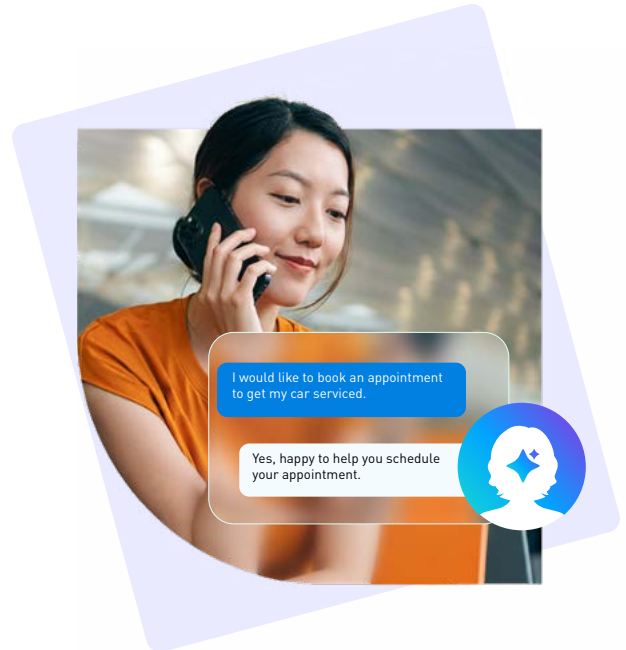 I would like to book an appointment
to get my car serviced.
Yes, happy to help you schedule
your appointment.